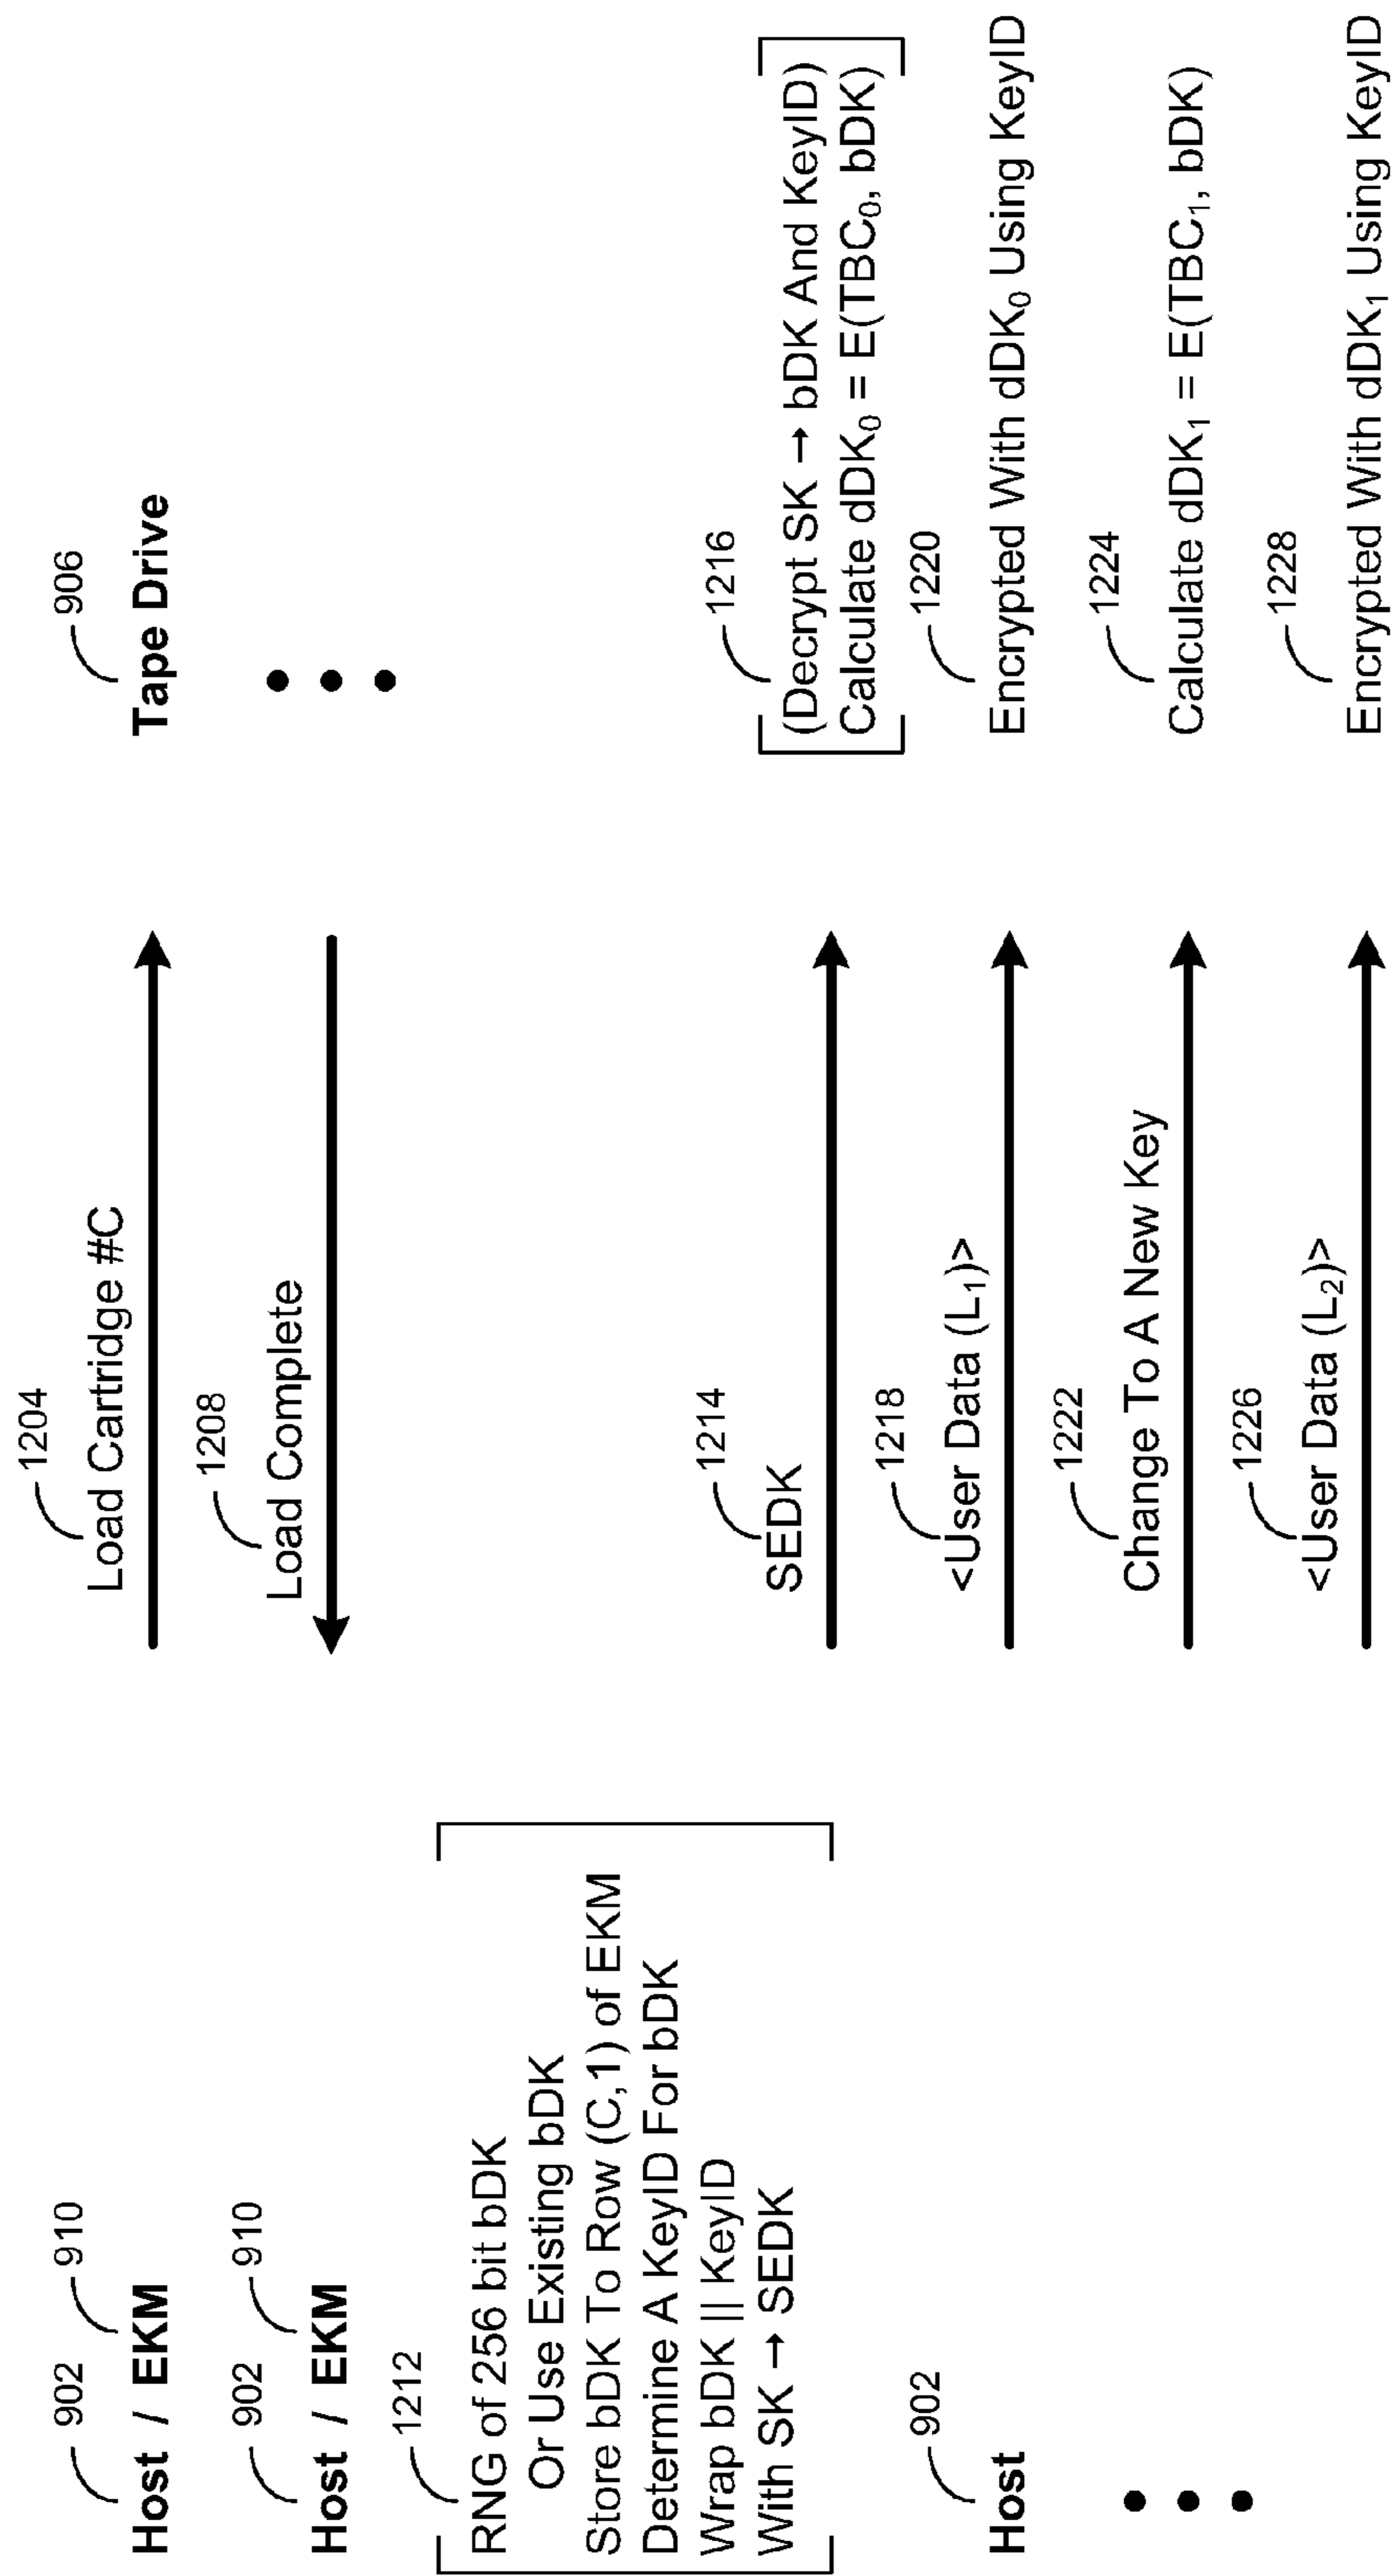 902 910 1204 906
Host / EKM Load Cartridge #C Tape Drive
902 910 1208
Host / EKM Load Complete
1212
RNG of 256 bit bDK
Or Use Existing bDK
Store bDK To Row (C,1) of EKM
Determine A KeyID For bDK
Wrap bDK || KeyID
With SK → SEDK
1214
SEDK
1216
(Decrypt SK → bDK And KeyID)
Calculate dDK₀ = E(TBC₀, bDK)
902
Host
1218
<User Data (L₁)>
1220
Encrypted With dDK₀ Using KeyID
1222
Change To A New Key
1224
Calculate dDK₁ = E(TBC₁, bDK)
1226
<User Data (L₂)>
1228
Encrypted With dDK₁ Using KeyID